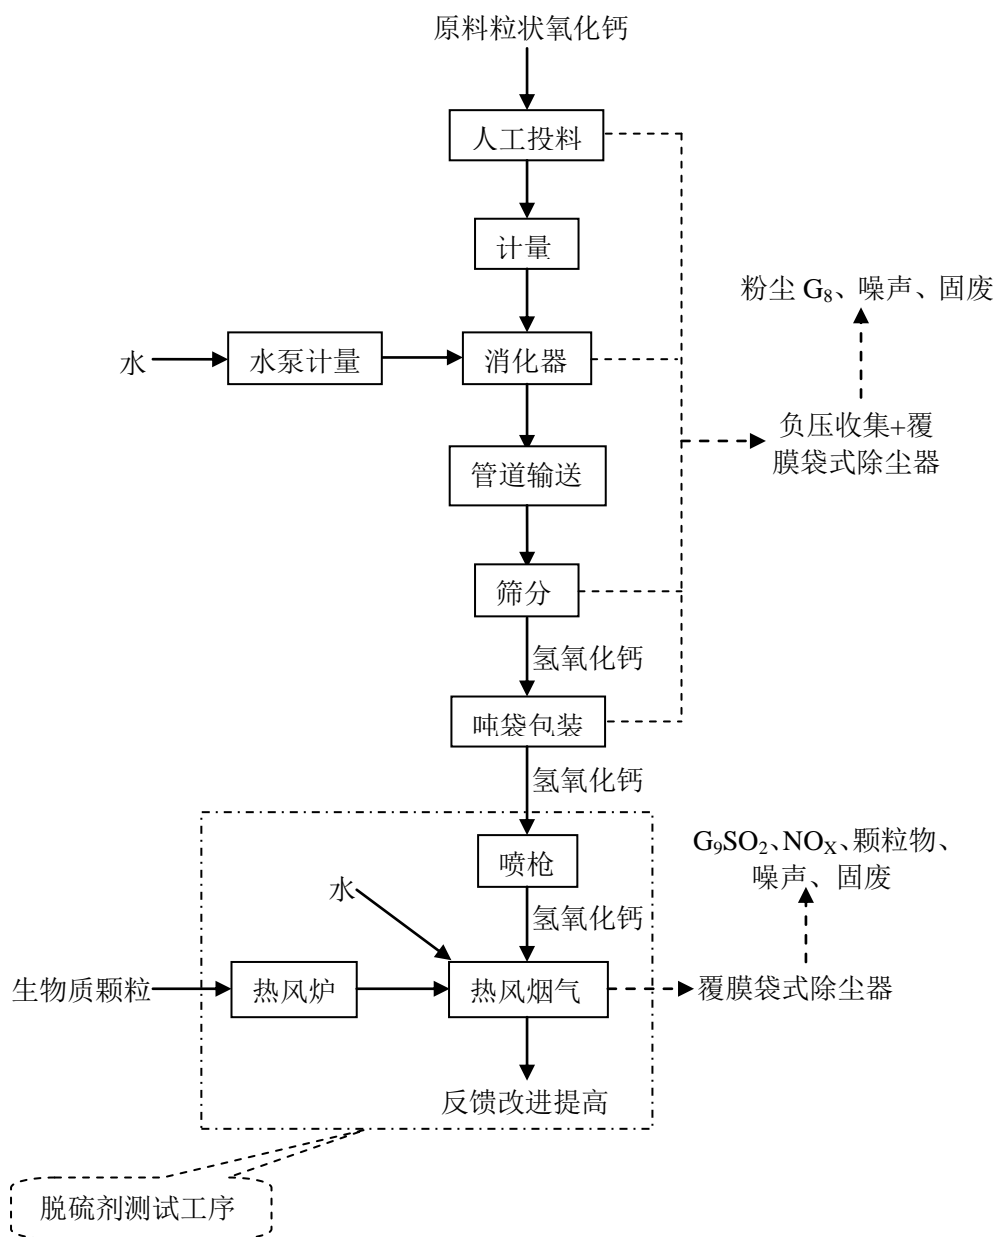 原料粒状氧化钙
人工投料
计量
粉尘 G₈、噪声、固废
水
水泵计量
消化器
负压收集+覆
膜袋式除尘器
管道输送
筛分
氢氧化钙
吨袋包装
氢氧化钙
G₉SO₂、NOₓ、颗粒物、
噪声、固废
喷枪
水
氢氧化钙
生物质颗粒
热风炉
热风烟气
覆膜袋式除尘器
反馈改进提高
脱硫剂测试工序